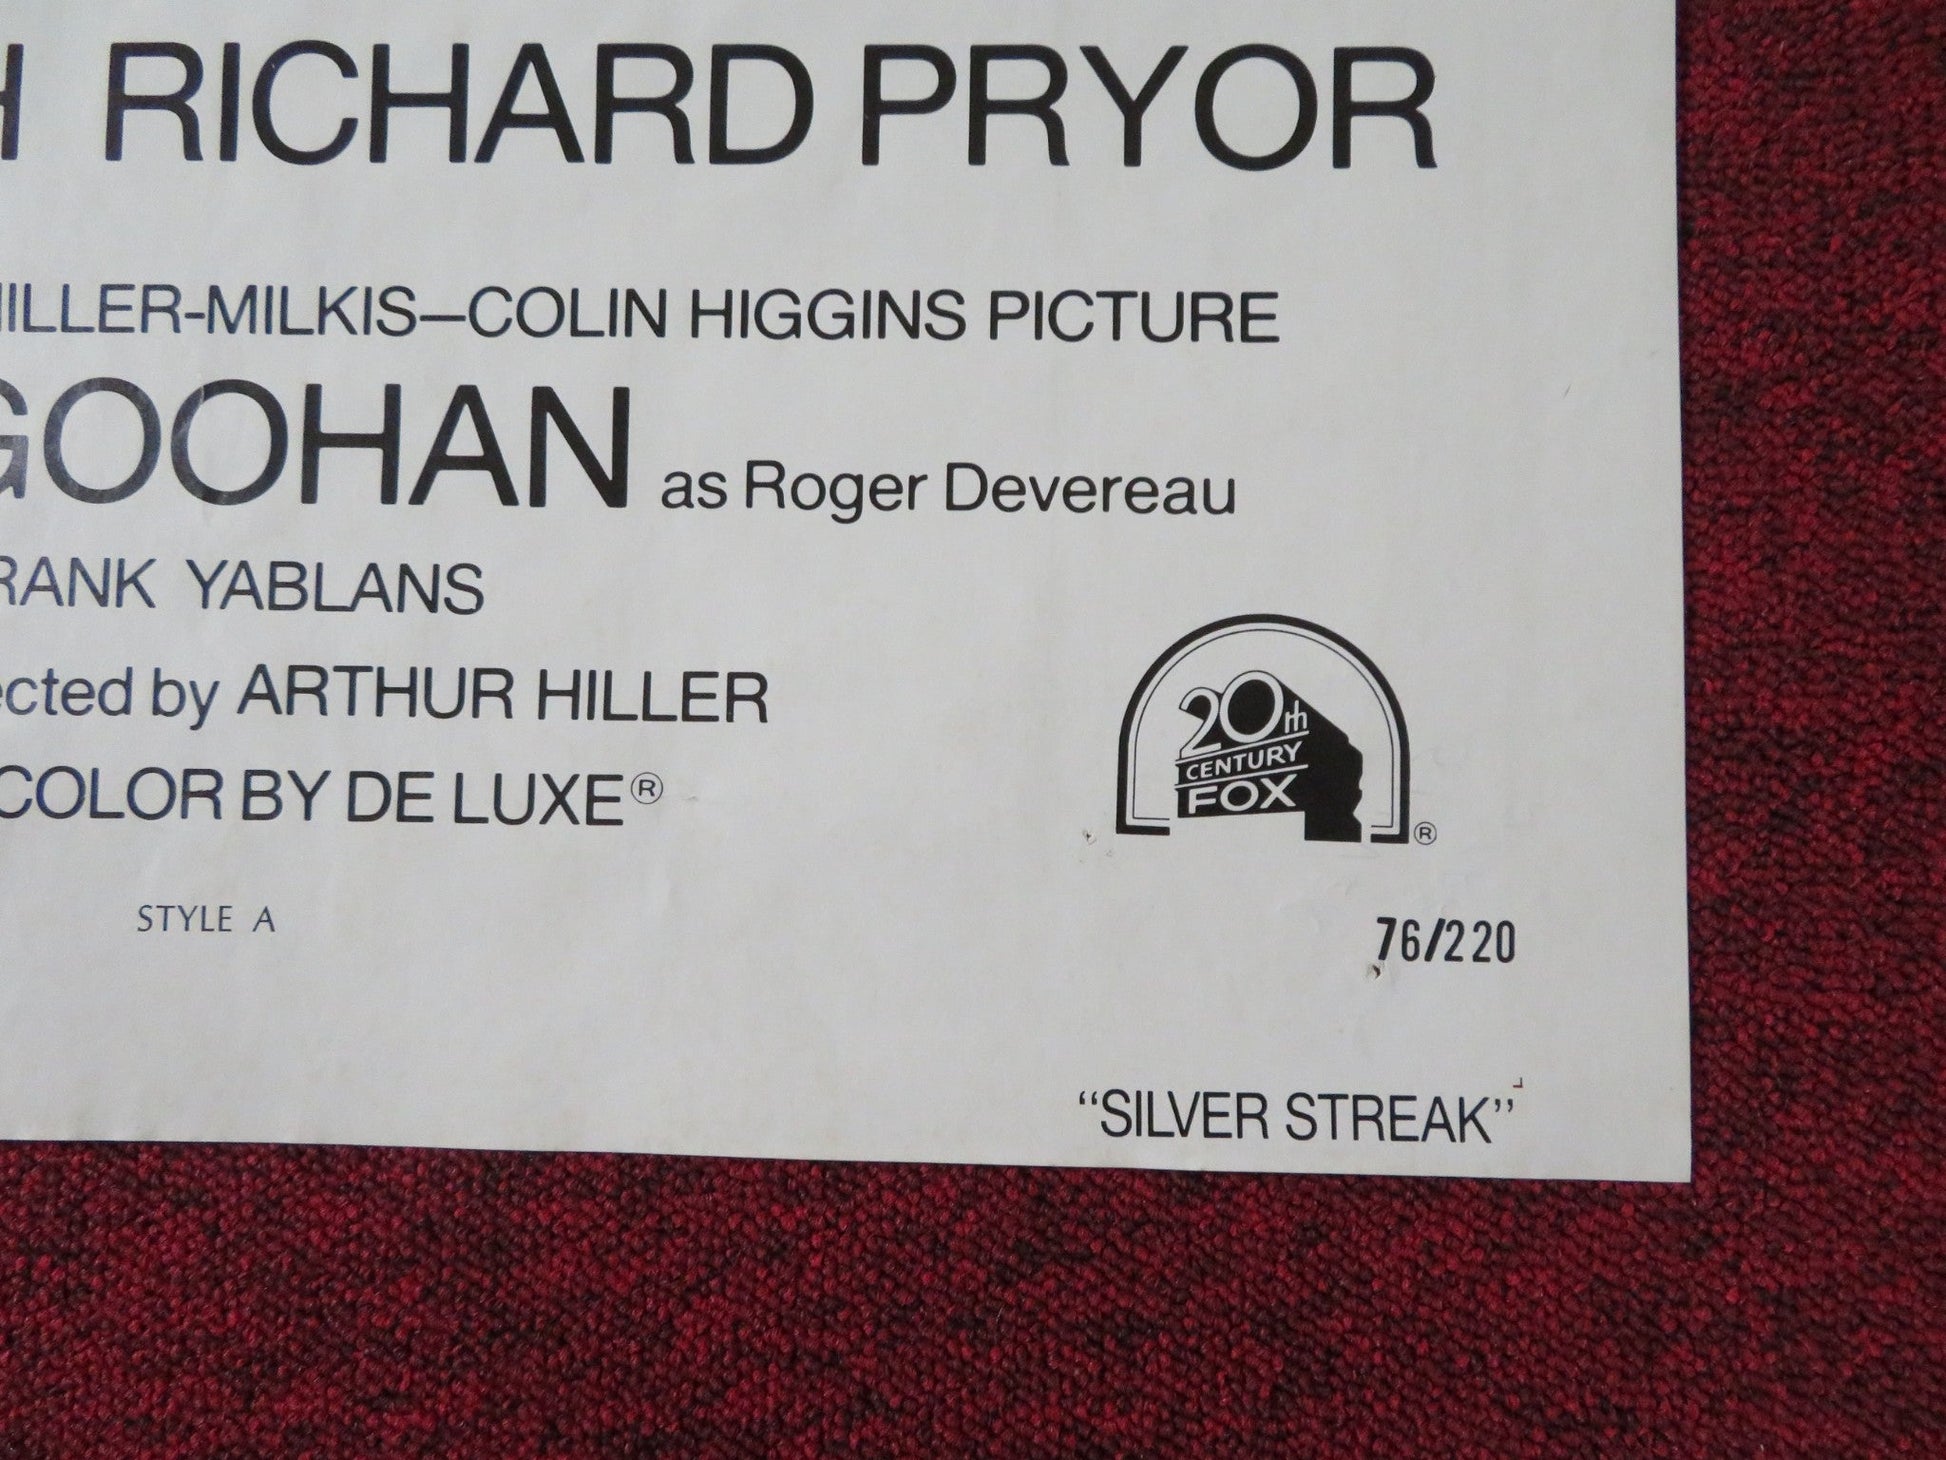 H RICHARD PRYOR
ILLER-MILKIS—COLIN HIGGINS PICTURE
GOOHAN as Roger Devereau
RANK YABLANS
ected by ARTHUR HILLER
COLOR BY DE LUXE®
20th
CENTURY
FOX
®
STYLE A
76/220
“SILVER STREAK”